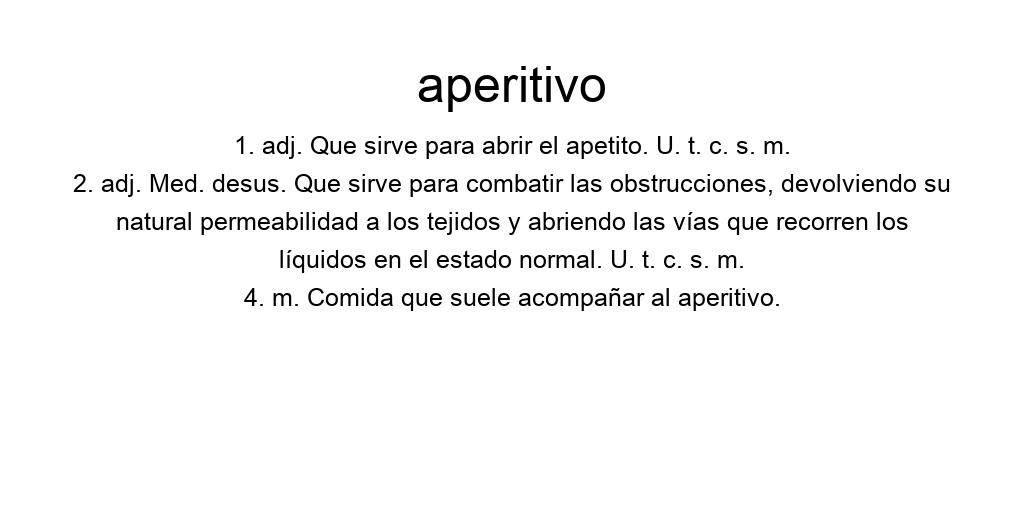 aperitivo
1. adj. Que sirve para abrir el apetito. U. t. c. s. m.
2. adj. Med. desus. Que sirve para combatir las obstrucciones, devolviendo su
natural permeabilidad a los tejidos y abriendo las vías que recorren los
líquidos en el estado normal. U. t. c. s. m.
4. m. Comida que suele acompañar al aperitivo.